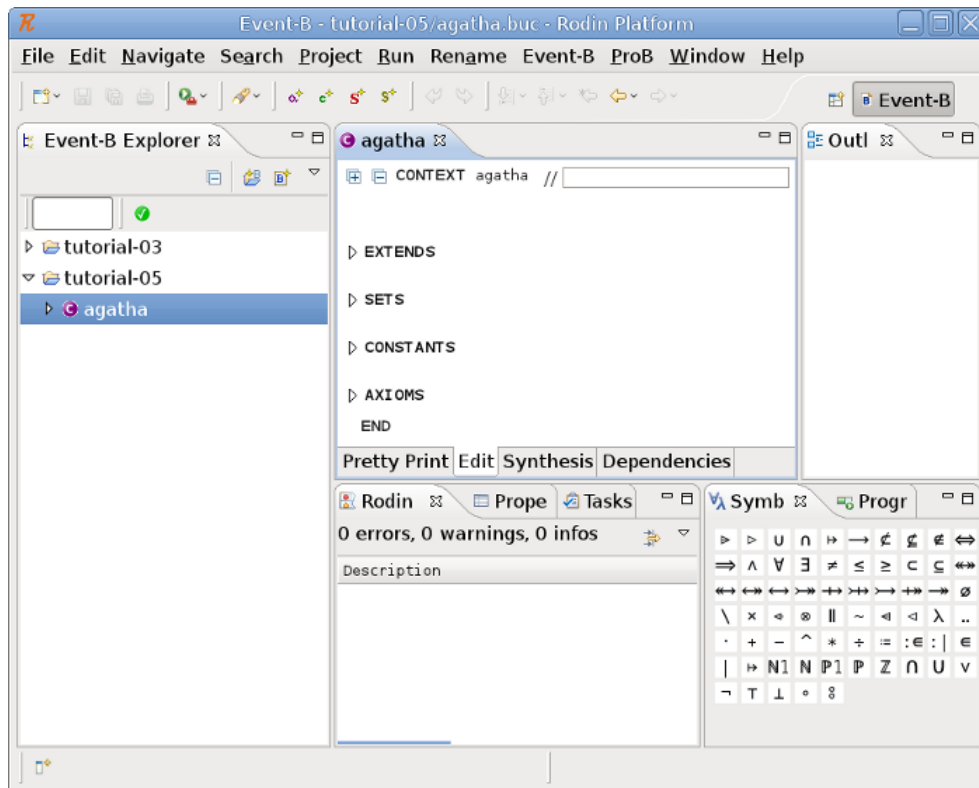 Event-B - tutorial-05/agatha.buc - Rodin Platform
File Edit Navigate Search Project Run Rename Event-B ProB Window Help
Event-B
Event-B Explorer
tutorial-03
tutorial-05
agatha
agatha
CONTEXT agatha //
EXTENDS
SETS
CONSTANTS
AXIOMS
END
Pretty Print Edit Synthesis Dependencies
Outl
Rodin Prope Tasks
0 errors, 0 warnings, 0 infos
Description
Symb Progr
⩥ ▷ ∪ ∩ ↦ → ⊄ ⊈ ∉ ⇔
⇒ ∧ ∀ ∃ ≠ ≤ ≥ ⊂ ⊆
∅
\ × ⊗ ∥ ∼ ⩤ ◁ λ ‥
· + − ^ ∗ ÷ ≔ :∈ :∣ ∈
∣ ↦ N1 N ℙ1 ℙ ℤ ⋂ ⋃ ∨
¬ ⊤ ⊥ ∘